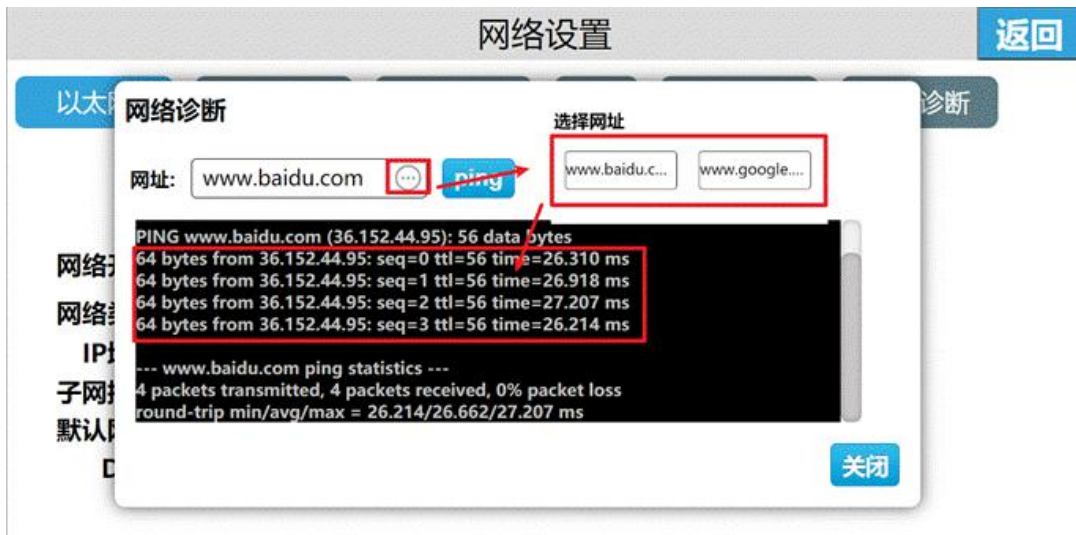 网络设置
返回
以太
诊断
网络诊断
选择网址
网址:
www.baidu.com
ping
www.baidu.c...
www.google....
PING www.baidu.com (36.152.44.95): 56 data bytes
64 bytes from 36.152.44.95: seq=0 ttl=56 time=26.310 ms
64 bytes from 36.152.44.95: seq=1 ttl=56 time=26.918 ms
64 bytes from 36.152.44.95: seq=2 ttl=56 time=27.207 ms
64 bytes from 36.152.44.95: seq=3 ttl=56 time=26.214 ms
--- www.baidu.com ping statistics ---
4 packets transmitted, 4 packets received, 0% packet loss
round-trip min/avg/max = 26.214/26.662/27.207 ms
网络
网络
IP
子网
默认
关闭